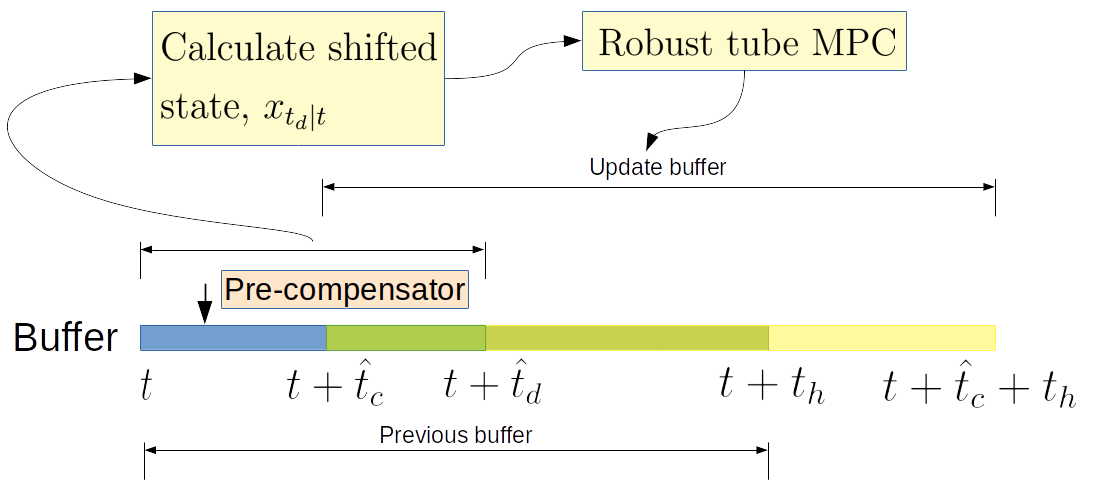 Calculate shifted
state, $x_{t_d|t}$
Robust tube MPC
Update buffer
Pre-compensator
Buffer
$t$
$t + \hat{t}_c$
$t + \hat{t}_d$
$t + t_h$
$t + \hat{t}_c + t_h$
Previous buffer